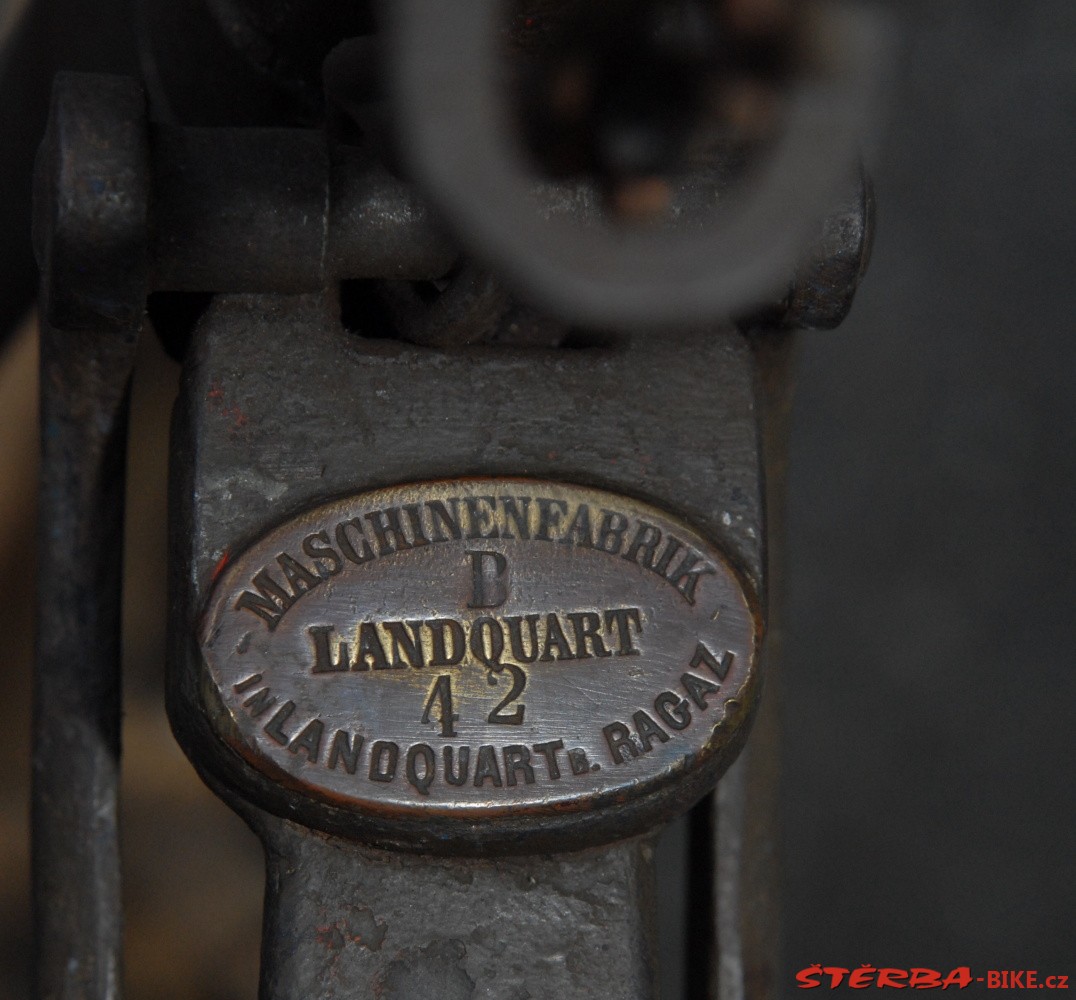 MASCHINENFABRIK
B
LANDQUART
42
IN LANDQUART B. RAGAZ
ŠTĚRBA-BIKE.cz